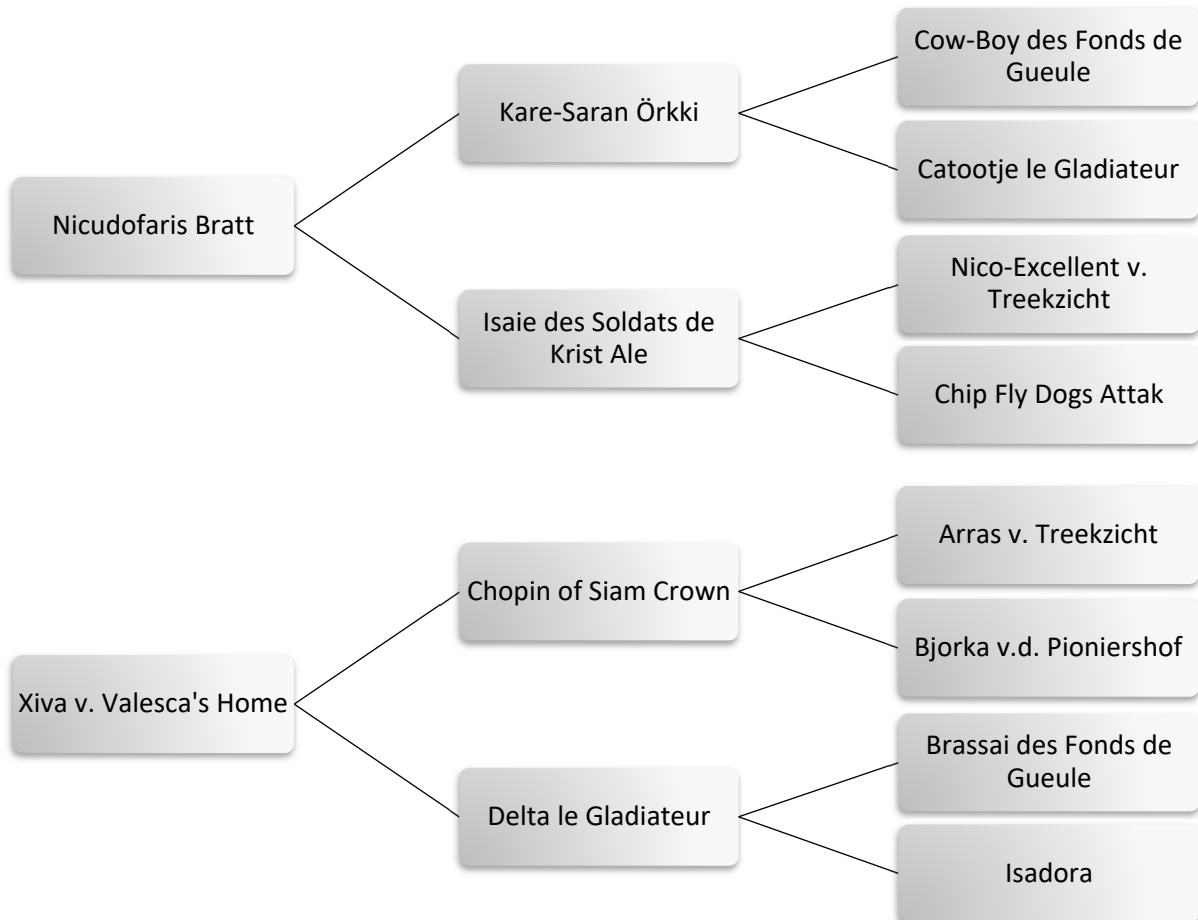 Cow-Boy des Fonds de
Gueule
Kare-Saran Örkki
Catootje le Gladiateur
Nicudofaris Bratt
Nico-Excellent v.
Treekzicht
Isaie des Soldats de
Krist Ale
Chip Fly Dogs Attak
Arras v. Treekzicht
Chopin of Siam Crown
Bjorka v.d. Pioniershof
Xiva v. Valesca's Home
Brassai des Fonds de
Gueule
Delta le Gladiateur
Isadora